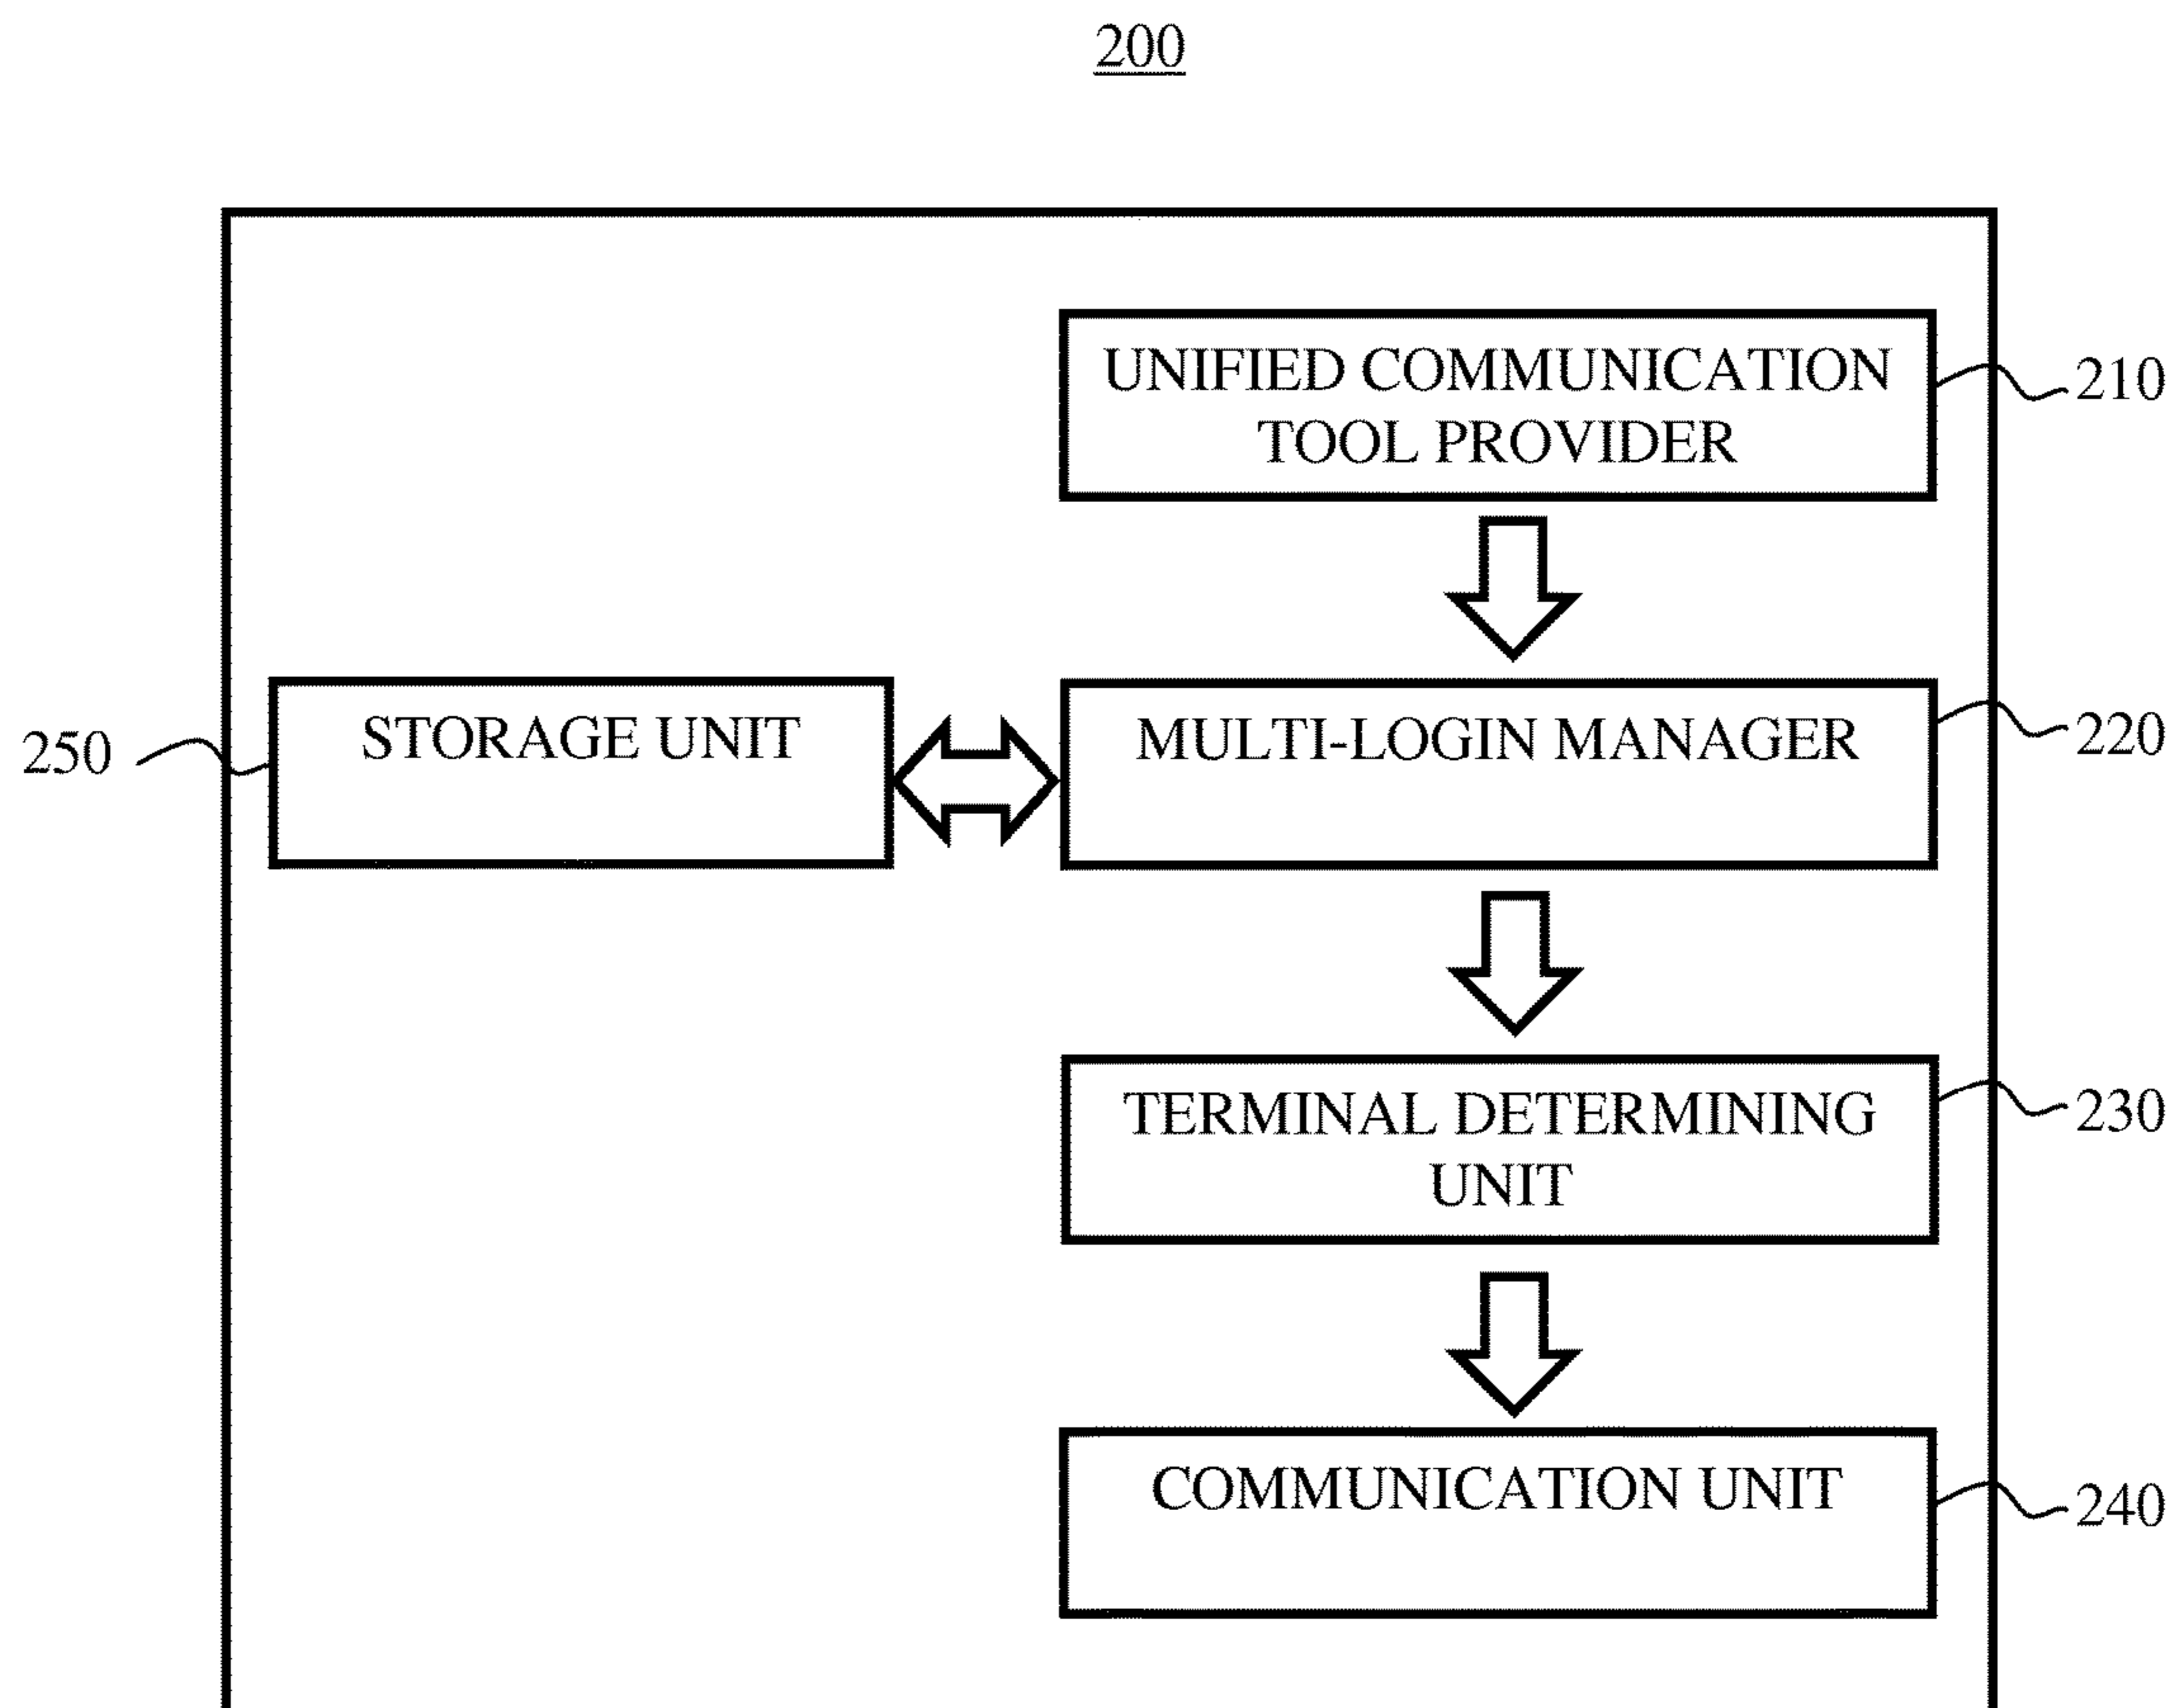 200
UNIFIED COMMUNICATION
TOOL PROVIDER
210
STORAGE UNIT
250
MULTI-LOGIN MANAGER
220
TERMINAL DETERMINING
UNIT
230
COMMUNICATION UNIT
240